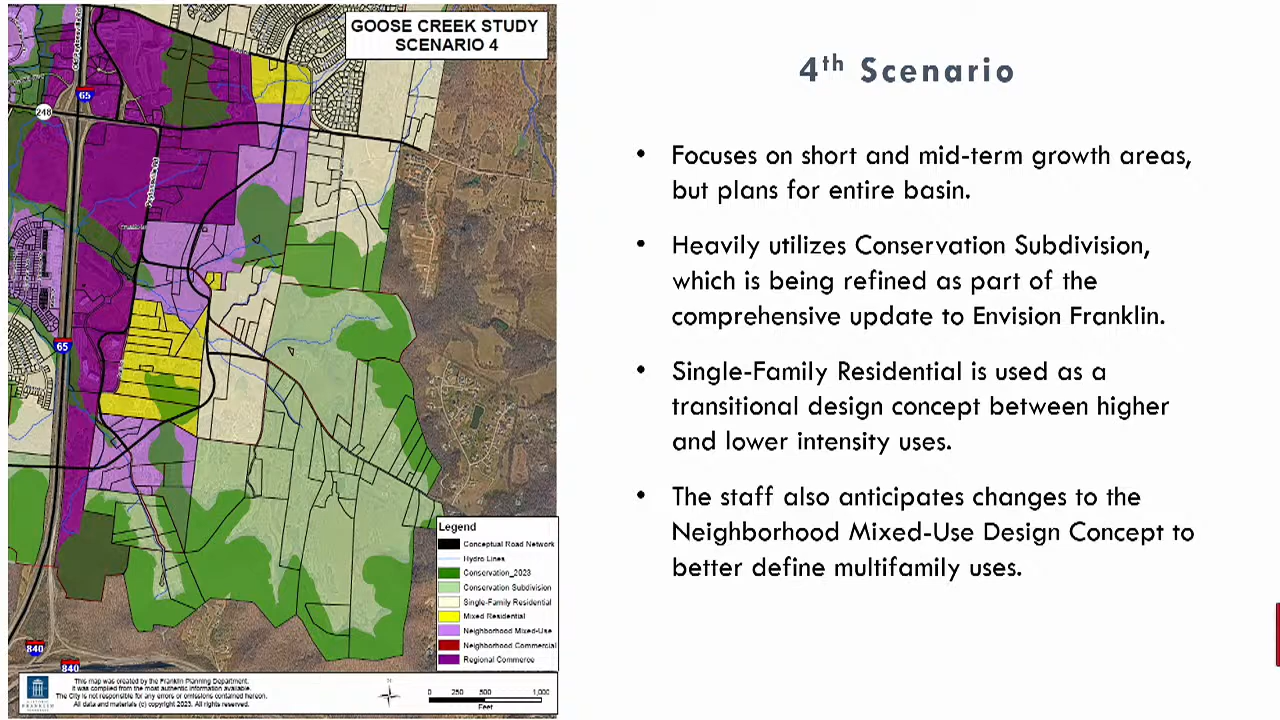 GOOSE CREEK STUDY
SCENARIO 4
65
248
65
840
840
Legend
Conceptual Road Network
Hydro Lines
Conservation_2023
Conservation Subdivision
Single-Family Residential
Mixed Residential
Neighborhood Mixed-Use
Neighborhood Commercial
Regional Commerce
This map was created by the Franklin Planning Department.
It was compiled from the most authentic information available.
The City is not responsible for any errors or omissions contained hereon.
All data and materials (c) copyright 2023. All rights reserved.
0 250 500 1,000
Feet
4th Scenario
• Focuses on short and mid-term growth areas,
but plans for entire basin.
• Heavily utilizes Conservation Subdivision,
which is being refined as part of the
comprehensive update to Envision Franklin.
• Single-Family Residential is used as a
transitional design concept between higher
and lower intensity uses.
• The staff also anticipates changes to the
Neighborhood Mixed-Use Design Concept to
better define multifamily uses.